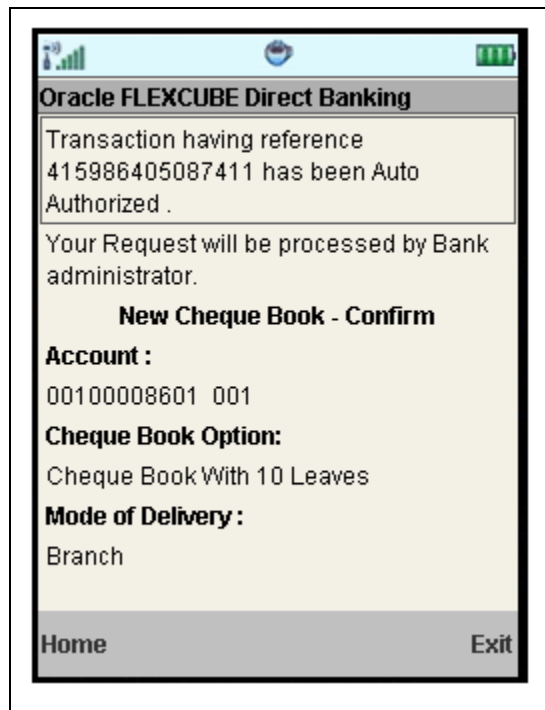 Oracle FLEXCUBE Direct Banking
Transaction having reference
415986405087411 has been Auto
Authorized .
Your Request will be processed by Bank
administrator.
New Cheque Book - Confirm
Account :
00100008601  001
Cheque Book Option:
Cheque Book With 10 Leaves
Mode of Delivery :
Branch
Home Exit